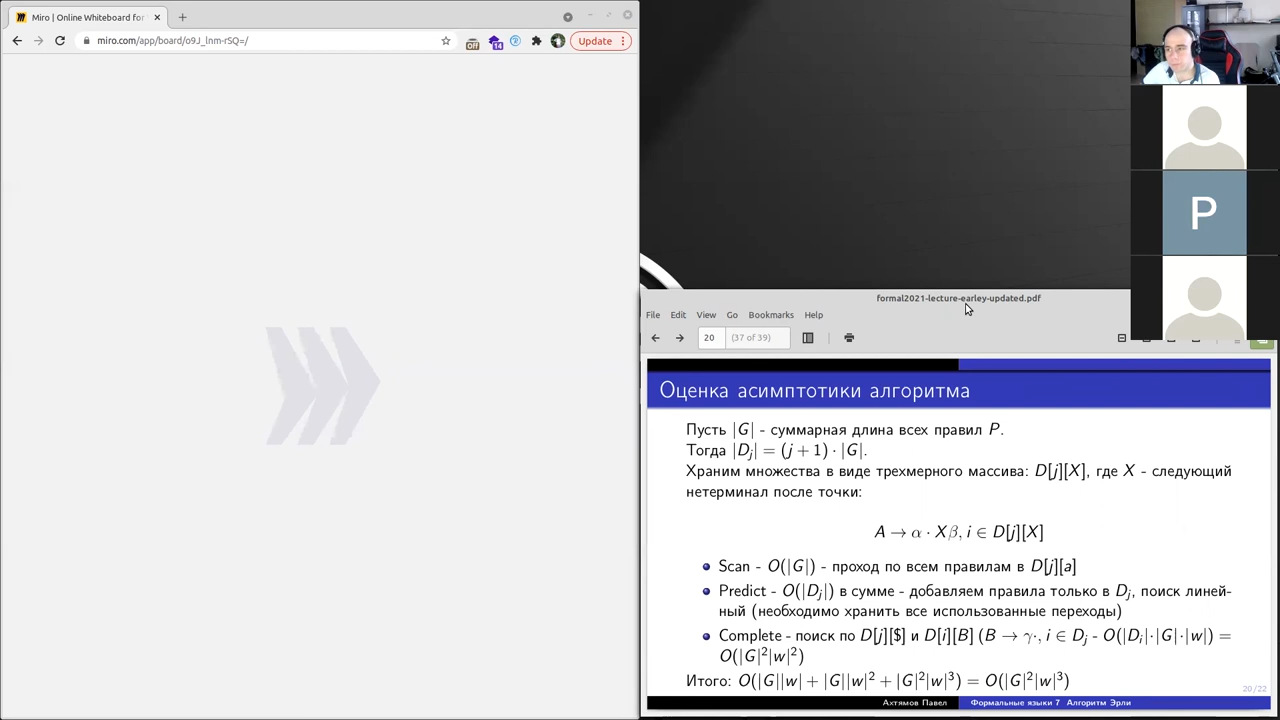 Miro | Online Whiteboard for
miro.com/app/board/o9J_lnm-rSQ=/
Off
14
Update
P
formal2021-lecture-earley-updated.pdf
File Edit View Go Bookmarks Help
20 (37 of 39)
Оценка асимптотики алгоритма
Пусть |G| - суммарная длина всех правил P.
Тогда |D_j| = (j + 1) · |G|.
Храним множества в виде трехмерного массива: D[j][X], где X - следующий
нетерминал после точки:
A → α · Xβ, i ∈ D[j][X]
Scan - O(|G|) - проход по всем правилам в D[j][a]
Predict - O(|D_j|) в сумме - добавляем правила только в D_j, поиск линей-
ный (необходимо хранить все использованные переходы)
Complete - поиск по D[j][$] и D[i][B] (B → γ·, i ∈ D_j - O(|D_i|·|G|·|w|) =
O(|G|²|w|²)
Итого: O(|G||w| + |G||w|² + |G|²|w|³) = O(|G|²|w|³)
20/22
Ахтямов Павел Формальные языки 7 Алгоритм Эрли